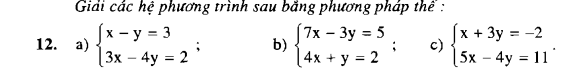 Giải các hệ phương trình sau bằng phương pháp thế :
12. a) { x – y = 3 ; b) { 7x – 3y = 5 ; c) { x + 3y = –2
3x – 4y = 2 4x + y = 2 5x – 4y = 11 .